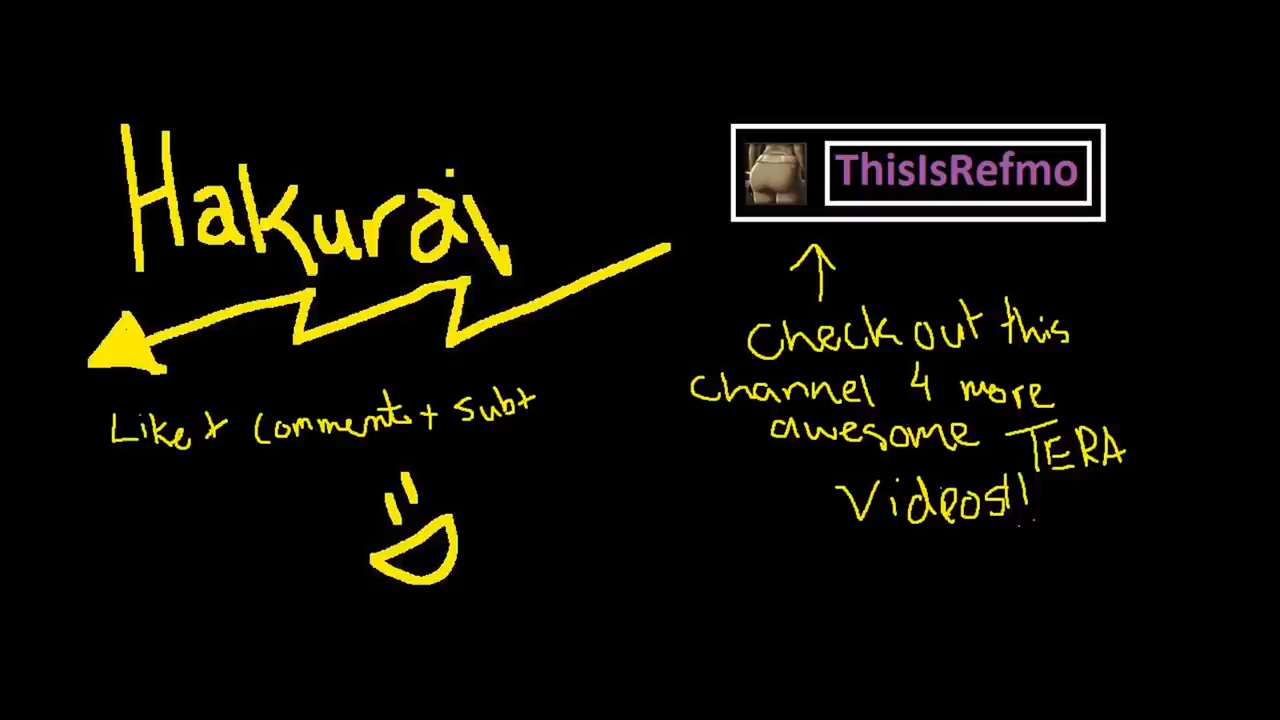 Hakurai
Like + comment + sub +
ThisIsRefmo
Check out this
channel 4 more
awesome TERA
Videos!!